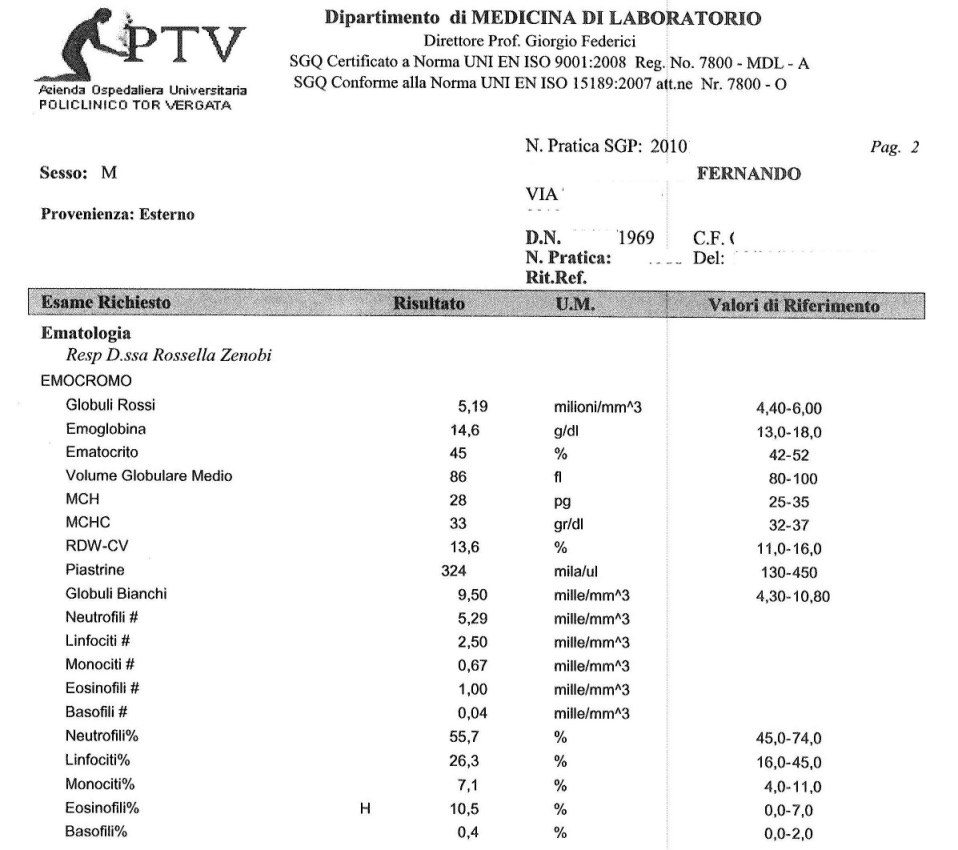 PTV
Azienda Ospedaliera Universitaria
POLICLINICO TOR VERGATA
Dipartimento di MEDICINA DI LABORATORIO
Direttore Prof. Giorgio Federici
SGQ Certificato a Norma UNI EN ISO 9001:2008 Reg. No. 7800 - MDL - A
SGQ Conforme alla Norma UNI EN ISO 15189:2007 att.ne Nr. 7800 - O
N. Pratica SGP: 2010 Pag. 2
Sesso: M FERNANDO
VIA
Provenienza: Esterno
D.N. 1969 C.F.
N. Pratica: Del:
Rit.Ref.
Esame Richiesto Risultato U.M. Valori di Riferimento
Ematologia
Resp D.ssa Rossella Zenobi
EMOCROMO
Globuli Rossi 5,19 milioni/mm^3 4,40-6,00
Emoglobina 14,6 g/dl 13,0-18,0
Ematocrito 45 % 42-52
Volume Globulare Medio 86 fl 80-100
MCH 28 pg 25-35
MCHC 33 gr/dl 32-37
RDW-CV 13,6 % 11,0-16,0
Piastrine 324 mila/ul 130-450
Globuli Bianchi 9,50 mille/mm^3 4,30-10,80
Neutrofili # 5,29 mille/mm^3
Linfociti # 2,50 mille/mm^3
Monociti # 0,67 mille/mm^3
Eosinofili # 1,00 mille/mm^3
Basofili # 0,04 mille/mm^3
Neutrofili% 55,7 % 45,0-74,0
Linfociti% 26,3 % 16,0-45,0
Monociti% 7,1 % 4,0-11,0
Eosinofili% H 10,5 % 0,0-7,0
Basofili% 0,4 % 0,0-2,0